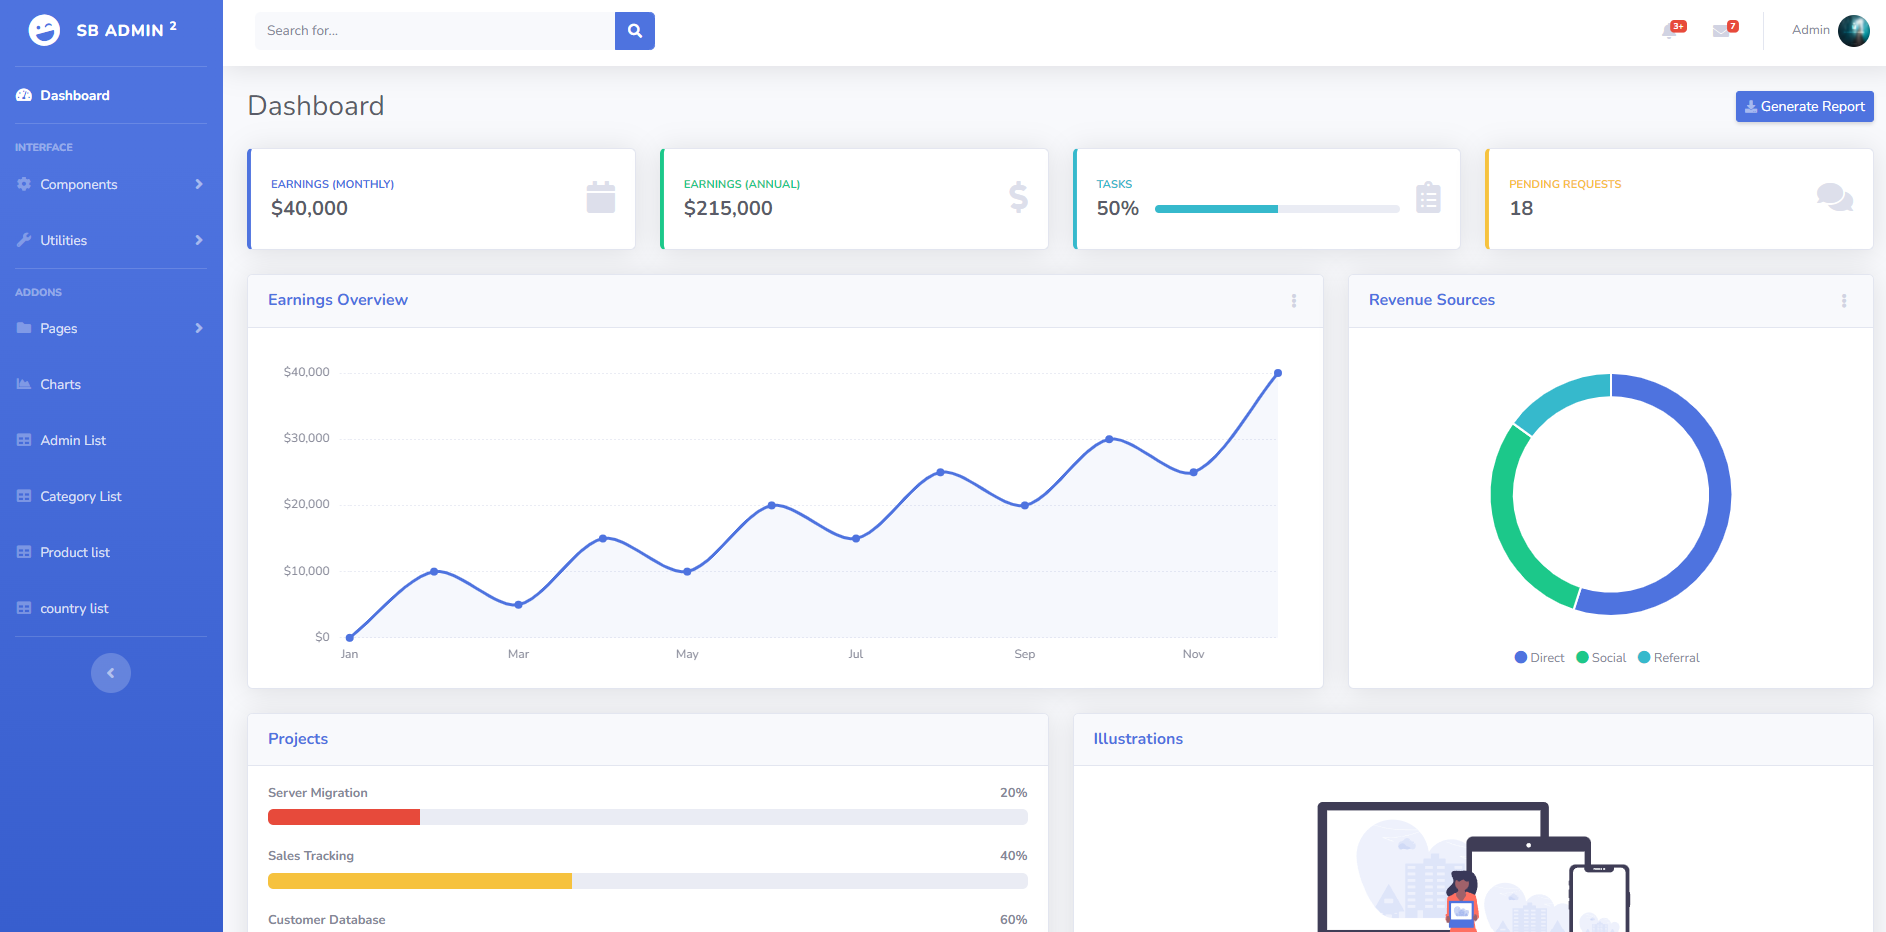 SB ADMIN 2
Search for...
3+
7
Admin
Dashboard
INTERFACE
Components
Utilities
ADDONS
Pages
Charts
Admin List
Category List
Product list
country list
Dashboard
Generate Report
EARNINGS (MONTHLY)
$40,000
EARNINGS (ANNUAL)
$215,000
TASKS
50%
PENDING REQUESTS
18
Earnings Overview
$40,000
$30,000
$20,000
$10,000
$0
Jan Mar May Jul Sep Nov
Revenue Sources
Direct Social Referral
Projects
Server Migration 20%
Sales Tracking 40%
Customer Database 60%
Illustrations